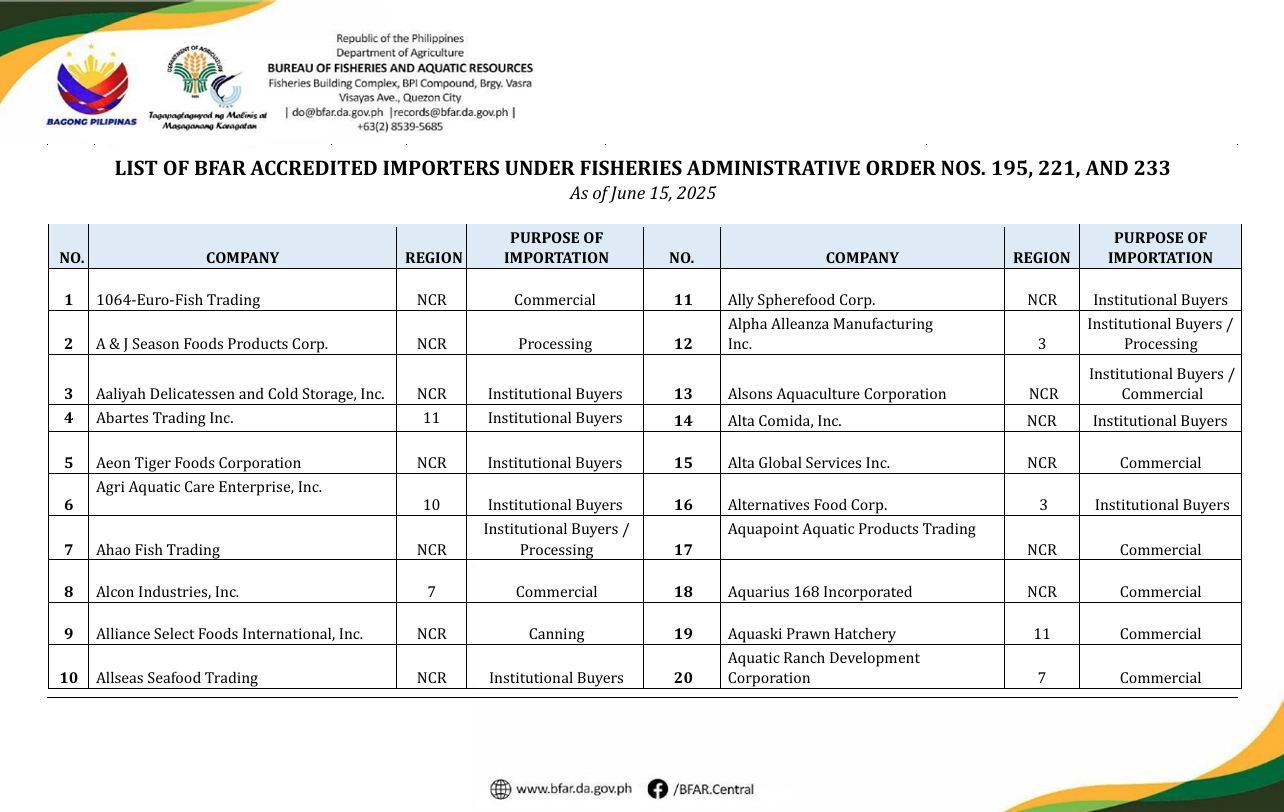 Republic of the Philippines
Department of Agriculture
BUREAU OF FISHERIES AND AQUATIC RESOURCES
Fisheries Building Complex, BPI Compound, Brgy. Vasra
Visayas Ave., Quezon City
| do@bfar.da.gov.ph |records@bfar.da.gov.ph |
+63(2) 8539-5685
BAGONG PILIPINAS
DEPARTMENT OF AGRICULTURE
Tagapagtaguyod ng Malinis at
Masaganang Karagatan
LIST OF BFAR ACCREDITED IMPORTERS UNDER FISHERIES ADMINISTRATIVE ORDER NOS. 195, 221, AND 233
As of June 15, 2025
NO. COMPANY REGION PURPOSE OF IMPORTATION NO. COMPANY REGION PURPOSE OF IMPORTATION
1 1064-Euro-Fish Trading NCR Commercial 11 Ally Spherefood Corp. NCR Institutional Buyers
2 A & J Season Foods Products Corp. NCR Processing 12 Alpha Alleanza Manufacturing Inc. 3 Institutional Buyers / Processing
3 Aaliyah Delicatessen and Cold Storage, Inc. NCR Institutional Buyers 13 Alsons Aquaculture Corporation NCR Institutional Buyers / Commercial
4 Abartes Trading Inc. 11 Institutional Buyers 14 Alta Comida, Inc. NCR Institutional Buyers
5 Aeon Tiger Foods Corporation NCR Institutional Buyers 15 Alta Global Services Inc. NCR Commercial
6 Agri Aquatic Care Enterprise, Inc. 10 Institutional Buyers 16 Alternatives Food Corp. 3 Institutional Buyers
7 Ahao Fish Trading NCR Institutional Buyers / Processing 17 Aquapoint Aquatic Products Trading NCR Commercial
8 Alcon Industries, Inc. 7 Commercial 18 Aquarius 168 Incorporated NCR Commercial
9 Alliance Select Foods International, Inc. NCR Canning 19 Aquaski Prawn Hatchery 11 Commercial
10 Allseas Seafood Trading NCR Institutional Buyers 20 Aquatic Ranch Development Corporation 7 Commercial
www.bfar.da.gov.ph /BFAR.Central